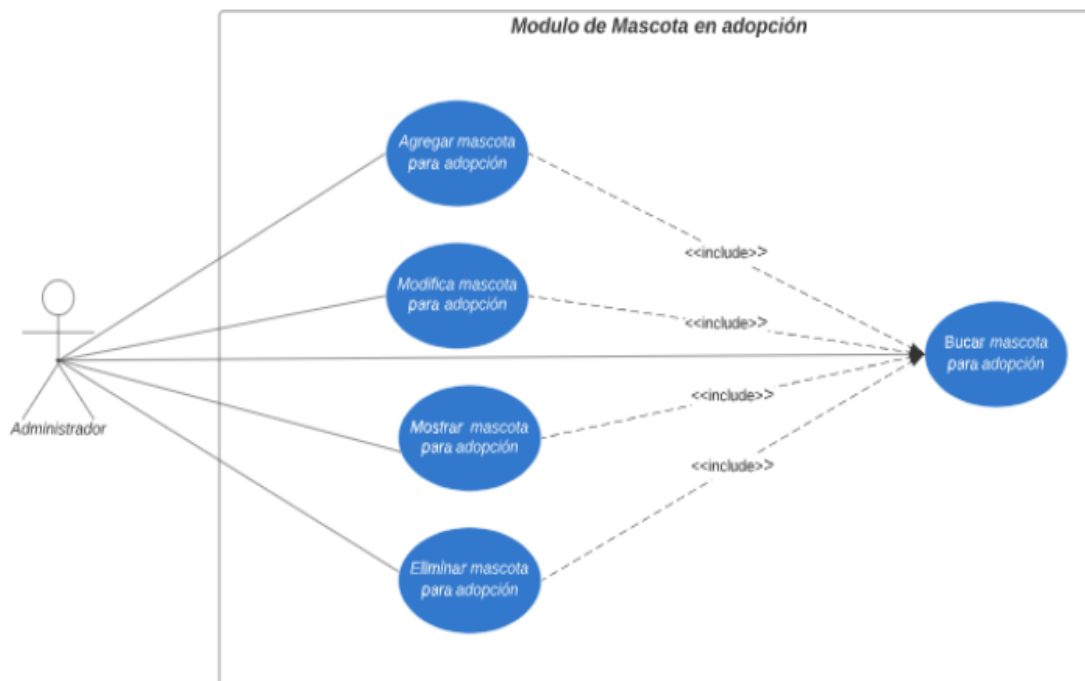 Modulo de Mascota en adopción
Agregar mascota
para adopción
<<include>>
Modifica mascota
para adopción
<<include>>
Bucar mascota
para adopción
Administrador
Mostrar mascota
para adopción
<<include>>
<<include>>
Eliminar mascota
para adopción